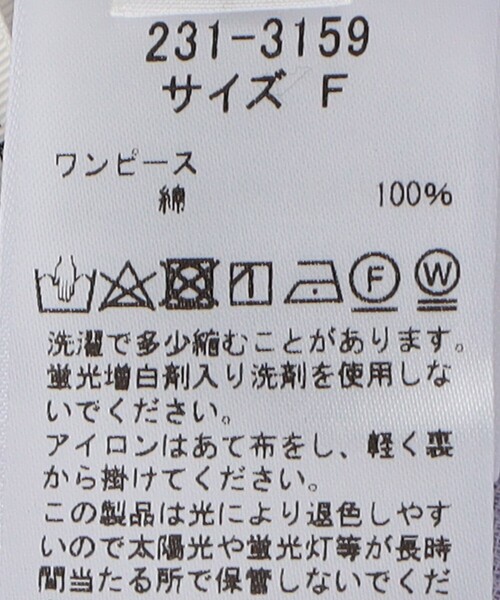 231-3159
サイズ F
ワンピース
綿 100%
F W
洗濯で多少縮むことがあります。
蛍光増白剤入り洗剤を使用しな
いでください。
アイロンはあて布をし、軽く裏
から掛けてください。
この製品は光により退色しやす
いので太陽光や蛍光灯等が長時
間当たる所で保管しないでくだ